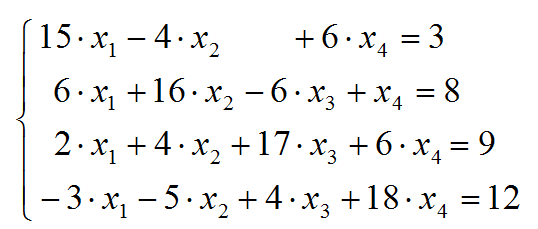 15·x₁−4·x₂ +6·x₄=3
6·x₁+16·x₂−6·x₃+x₄=8
2·x₁+4·x₂+17·x₃+6·x₄=9
−3·x₁−5·x₂+4·x₃+18·x₄=12